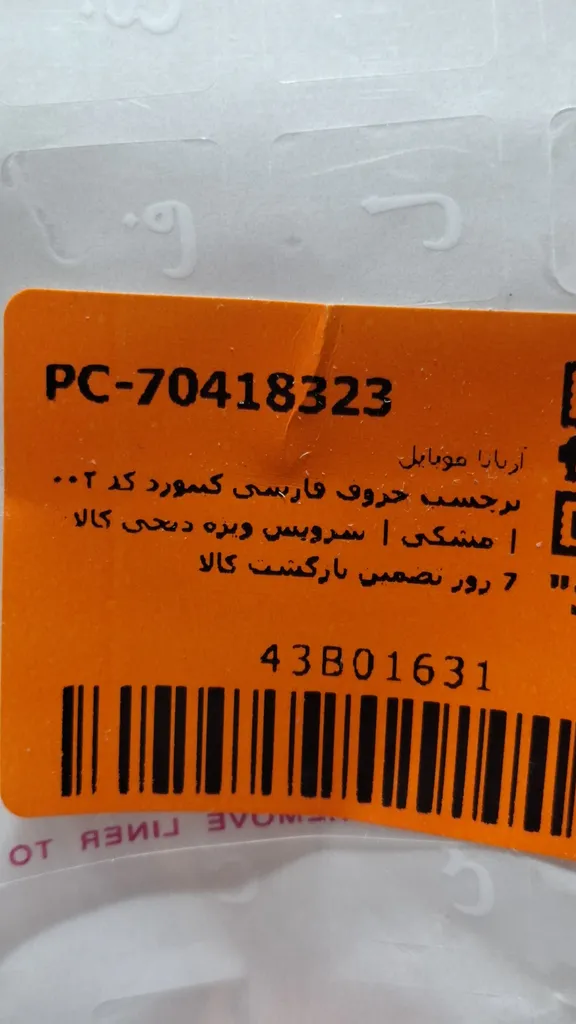 ف
ل
PC-70418323
آریانا موبایل
برچسب حروف فارسی کیبورد کد ۰۰۲
| مشکی | سرویس ویژه دیجی کالا
7 روز تضمین بازگشت کالا
43B01631
REMOVE LINER TO